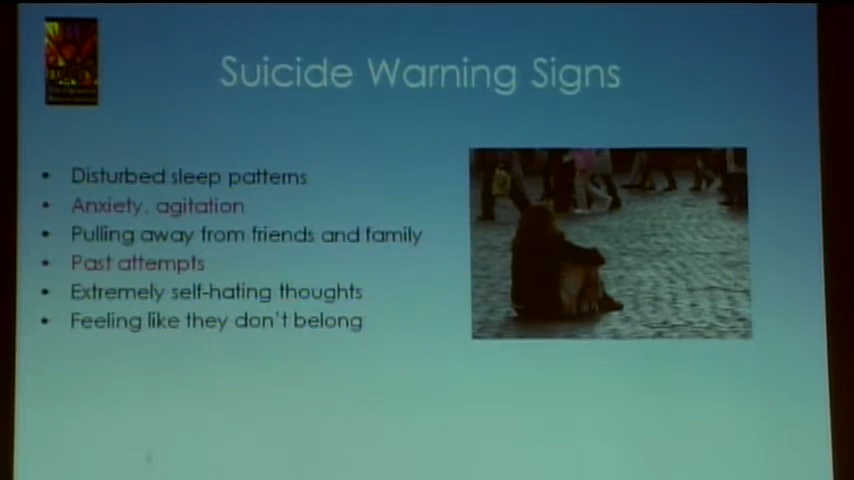 Suicide Warning Signs
• Disturbed sleep patterns
• Anxiety, agitation
• Pulling away from friends and family
• Past attempts
• Extremely self-hating thoughts
• Feeling like they don't belong